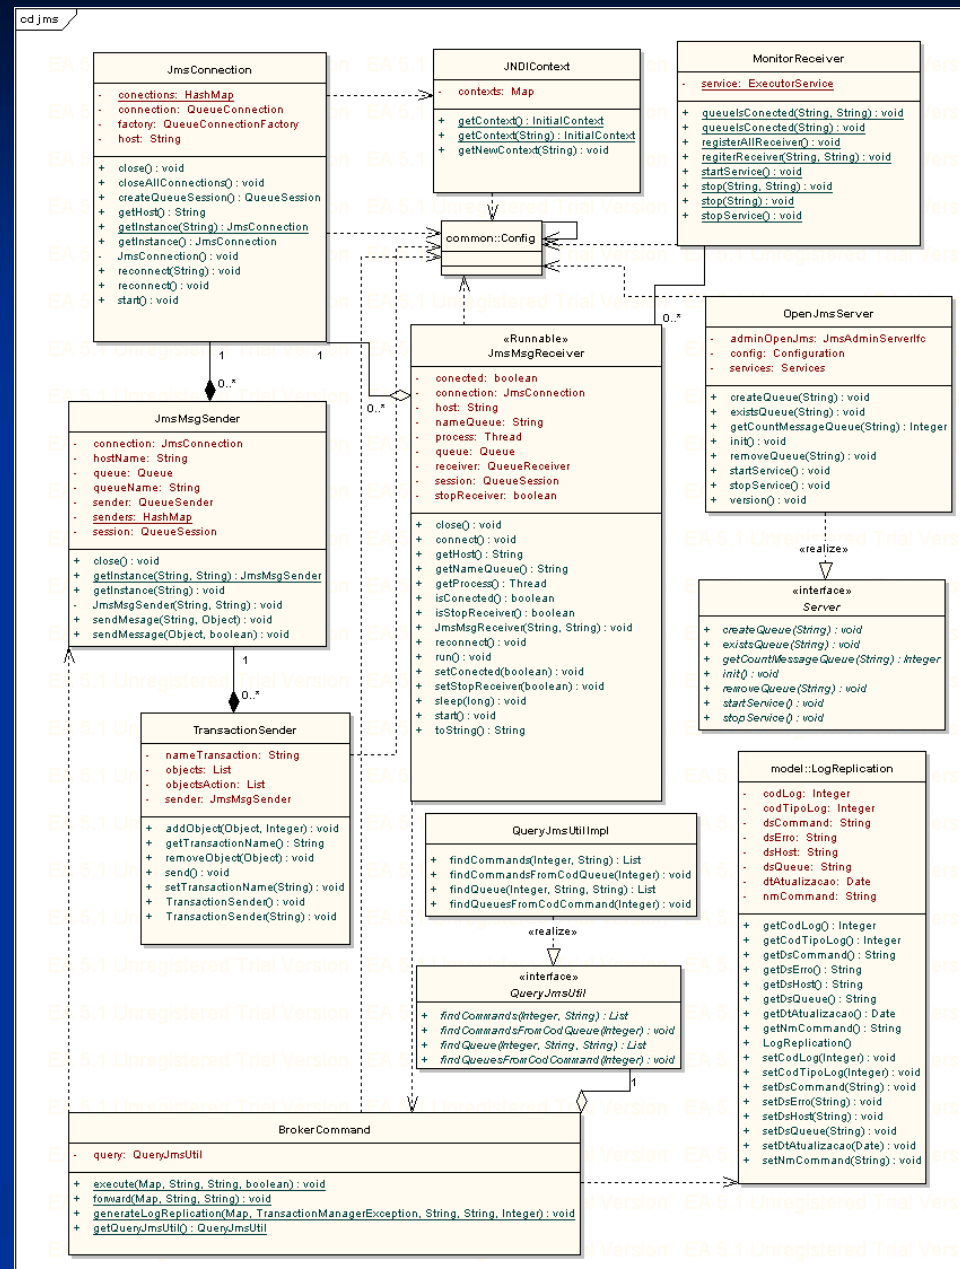 cd jms
JmsConnection
- conections: HashMap
- connection: QueueConnection
- factory: QueueConnectionFactory
- host: String
+ close() : void
+ closeAllConnections() : void
+ createQueueSession() : QueueSession
+ getHost() : String
+ getInstance(String) : JmsConnection
+ getInstance() : JmsConnection
- JmsConnection() : void
+ reconnect(String) : void
+ reconnect() : void
+ start() : void
JNDIContext
- contexts: Map
+ getContext() : InitialContext
+ getContext(String) : InitialContext
+ getNewContext(String) : void
MonitorReceiver
- service: ExecutorService
+ queueIsConected(String, String) : void
+ queueIsConected(String) : void
+ registerAllReceiver() : void
+ regiterReceiver(String, String) : void
+ startService() : void
+ stop(String, String) : void
+ stop(String) : void
+ stopService() : void
common::Config
0..*
OpenJmsServer
- adminOpenJms: JmsAdminServerIfc
- config: Configuration
- services: Services
+ createQueue(String) : void
+ existsQueue(String) : void
+ getCountMessageQueue(String) : Integer
+ init() : void
+ removeQueue(String) : void
+ startService() : void
+ stopService() : void
+ version() : void
«realize»
«interface»
Server
+ createQueue(String) : void
+ existsQueue(String) : void
+ getCountMessageQueue(String) : Integer
+ init() : void
+ removeQueue(String) : void
+ startService() : void
+ stopService() : void
1
1
0..*
0..*
«Runnable»
JmsMsgReceiver
- conected: boolean
- connection: JmsConnection
- host: String
- nameQueue: String
- process: Thread
- queue: Queue
- receiver: QueueReceiver
- session: QueueSession
- stopReceiver: boolean
+ close() : void
+ connect() : void
+ getHost() : String
+ getNameQueue() : String
+ getProcess() : Thread
+ isConected() : boolean
+ isStopReceiver() : boolean
+ JmsMsgReceiver(String, String) : void
+ reconnect() : void
+ run() : void
+ setConected(boolean) : void
+ setStopReceiver(boolean) : void
+ sleep(long) : void
+ start() : void
+ toString() : String
JmsMsgSender
- connection: JmsConnection
- hostName: String
- queue: Queue
- queueName: String
- sender: QueueSender
- senders: HashMap
- session: QueueSession
+ close() : void
+ getInstance(String, String) : JmsMsgSender
+ getInstance(String) : void
- JmsMsgSender(String, String) : void
+ sendMesage(String, Object) : void
+ sendMessage(Object, boolean) : void
1
0..*
TransactionSender
- nameTransaction: String
- objects: List
- objectsAction: List
- sender: JmsMsgSender
+ addObject(Object, Integer) : void
+ getTransactionName() : String
+ removeObject(Object) : void
+ send() : void
+ setTransactionName(String) : void
+ TransactionSender() : void
+ TransactionSender(String) : void
QueryJmsUtilImpl
+ findCommands(Integer, String) : List
+ findCommandsFromCodQueue(Integer) : void
+ findQueue(Integer, String, String) : List
+ findQueuesFromCodCommand(Integer) : void
«realize»
«interface»
QueryJmsUtil
+ findCommands(Integer, String) : List
+ findCommandsFromCodQueue(Integer) : void
+ findQueue(Integer, String, String) : List
+ findQueuesFromCodCommand(Integer) : void
1
model::LogReplication
- codLog: Integer
- codTipoLog: Integer
- dsCommand: String
- dsErro: String
- dsHost: String
- dsQueue: String
- dtAtualizacao: Date
- nmCommand: String
+ getCodLog() : Integer
+ getCodTipoLog() : Integer
+ getDsCommand() : String
+ getDsErro() : String
+ getDsHost() : String
+ getDsQueue() : String
+ getDtAtualizacao() : Date
+ getNmCommand() : String
+ LogReplication()
+ setCodLog(Integer) : void
+ setCodTipoLog(Integer) : void
+ setDsCommand(String) : void
+ setDsErro(String) : void
+ setDsHost(String) : void
+ setDsQueue(String) : void
+ setDtAtualizacao(Date) : void
+ setNmCommand(String) : void
BrokerCommand
- query: QueryJmsUtil
+ execute(Map, String, String, boolean) : void
+ forward(Map, String, String) : void
+ generateLogReplication(Map, TransactionManagerException, String, String, Integer) : void
+ getQueryJmsUtil() : QueryJmsUtil